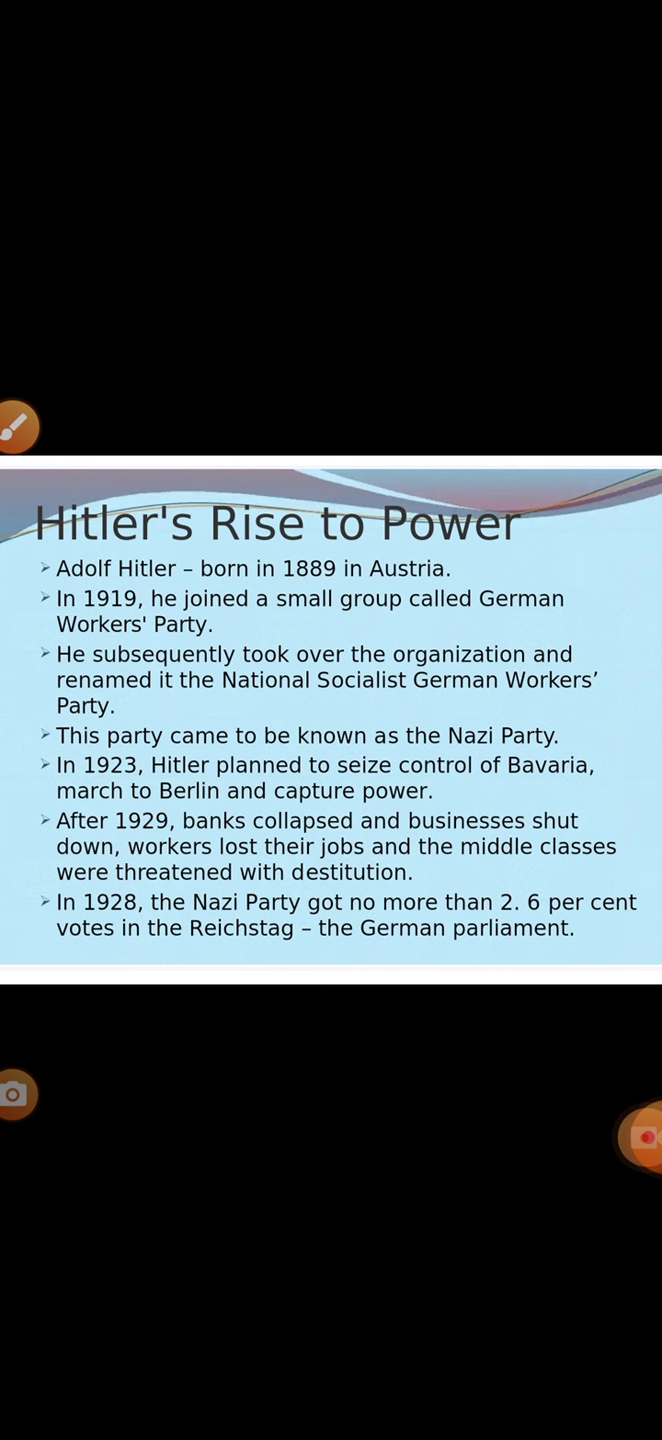 Hitler's Rise to Power
➢ Adolf Hitler – born in 1889 in Austria.
➢ In 1919, he joined a small group called German
Workers' Party.
➢ He subsequently took over the organization and
renamed it the National Socialist German Workers’
Party.
➢ This party came to be known as the Nazi Party.
➢ In 1923, Hitler planned to seize control of Bavaria,
march to Berlin and capture power.
➢ After 1929, banks collapsed and businesses shut
down, workers lost their jobs and the middle classes
were threatened with destitution.
➢ In 1928, the Nazi Party got no more than 2. 6 per cent
votes in the Reichstag – the German parliament.